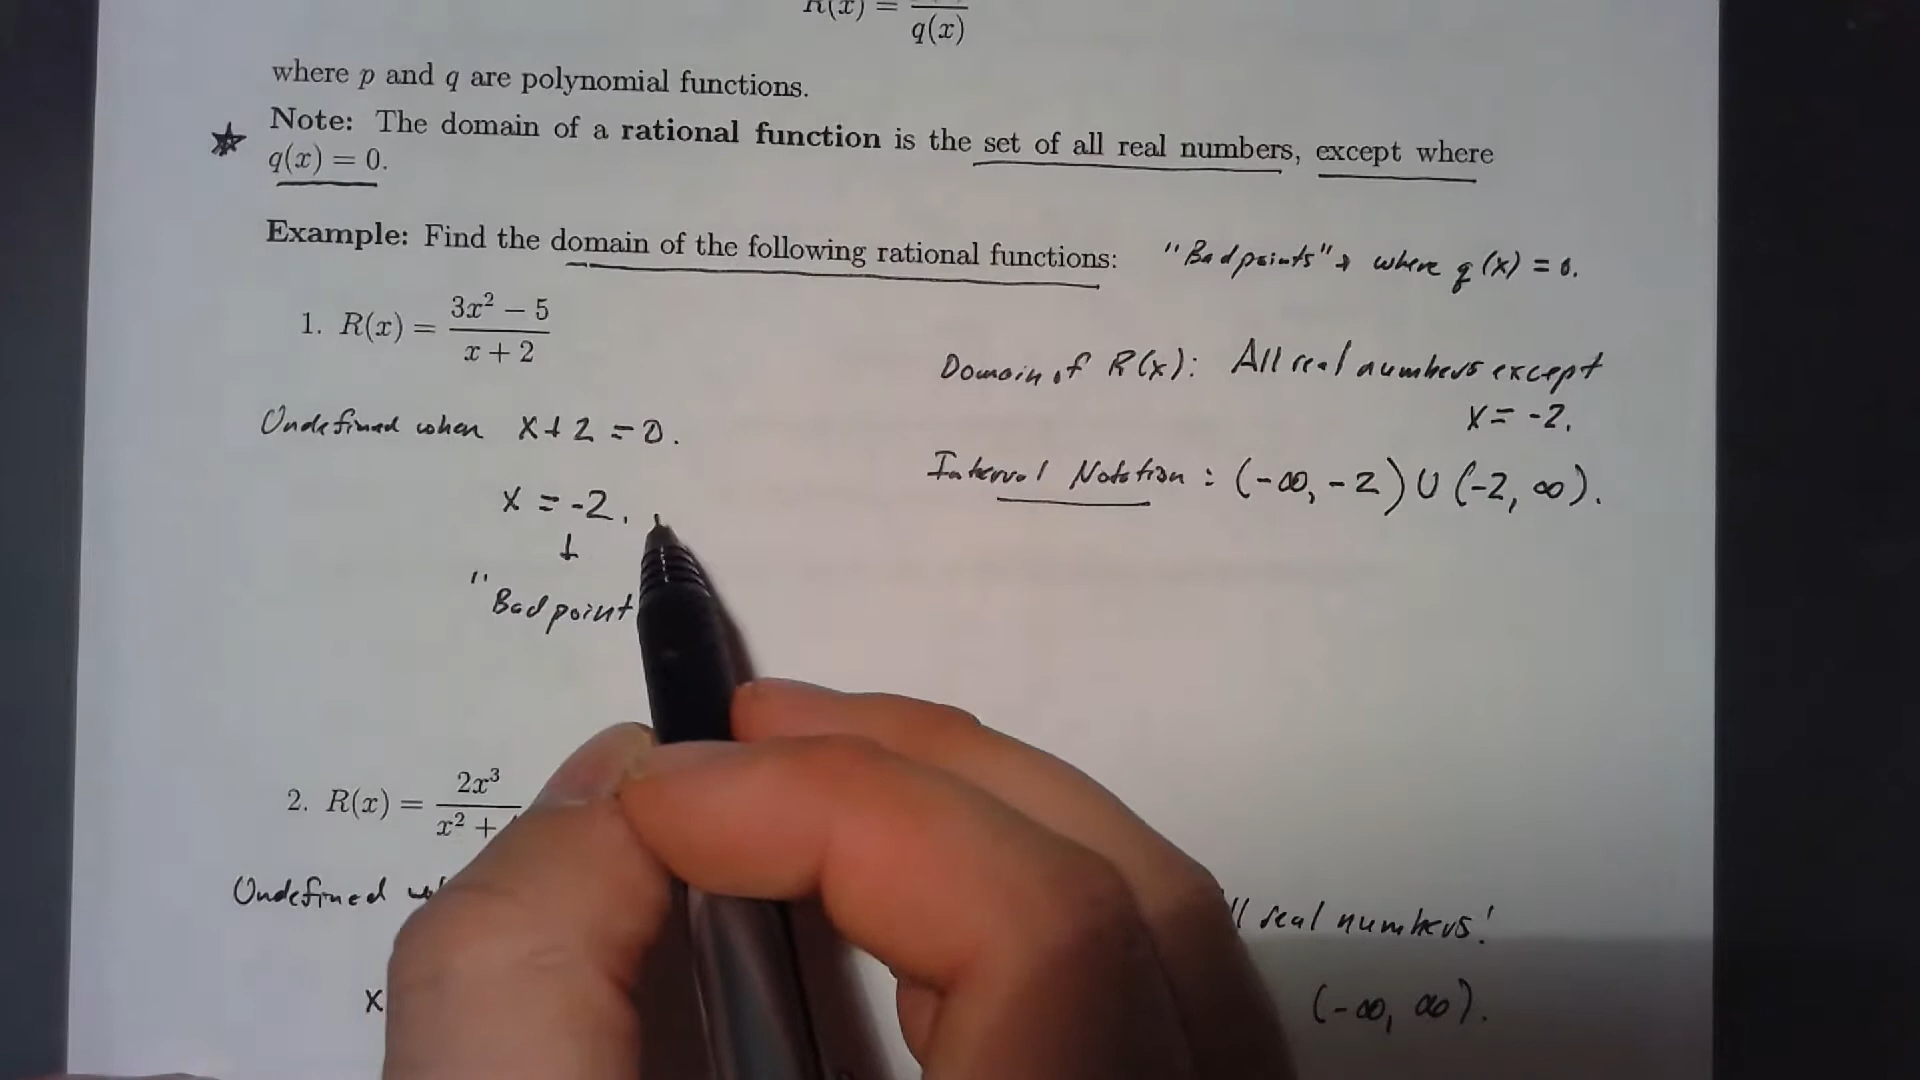 R(x) =
q(x)
where p and q are polynomial functions.
Note: The domain of a rational function is the set of all real numbers, except where
q(x) = 0.
Example: Find the domain of the following rational functions:
"Bad points" → where q(x) = 0.
1. R(x) = 3x² − 5
x + 2
Undefined when x + 2 = 0.
x = -2.
↓
"Bad point
Domain of R(x): All real numbers except
x = -2.
Interval Notation : (-∞, -2) ∪ (-2, ∞).
2. R(x) = 2x³
x² +
Undefined
real numbers!
x
(-∞, ∞).